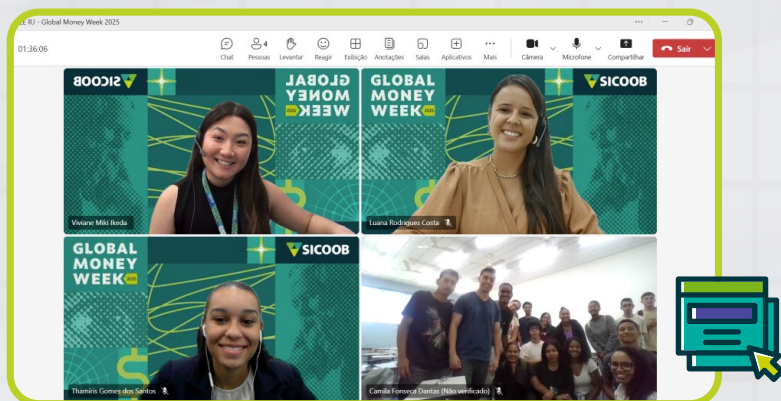 EE RJ - Global Money Week 2025
01:36:06
Chat
4
Pessoas
Levantar
Reagir
Exibição
Anotações
Salas
Aplicativos
Mais
Câmera
Microfone
Compartilhar
Sair
SICOOB
GLOBAL
MONEY
WEEK 2025
Viviane Miki Ikeda
GLOBAL
MONEY
WEEK 2025
SICOOB
Luana Rodrigues Costa
GLOBAL
MONEY
WEEK 2025
SICOOB
Thamiris Gomes dos Santos
Camila Fonseca Dantas (Não verificado)